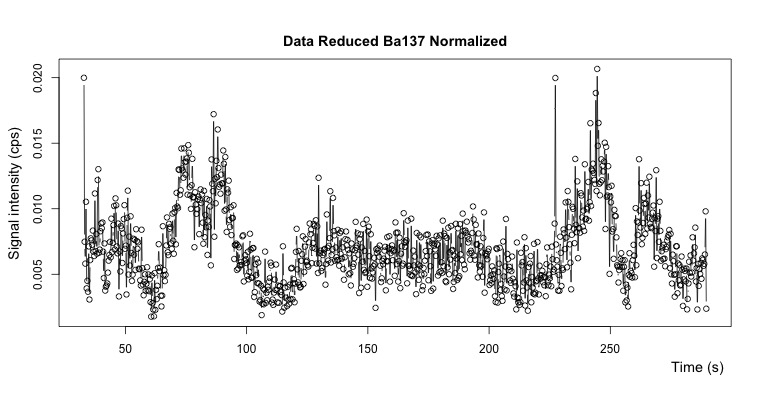 Data Reduced Ba137 Normalized
Signal intensity (cps)
0.020
0.015
0.010
0.005
50 100 150 200 250
Time (s)